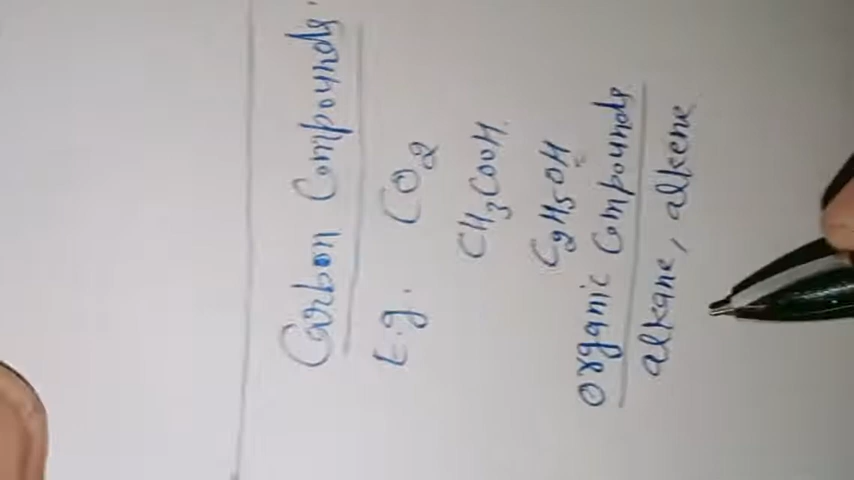 Carbon Compounds.
E.g. CO2
CH3COOH.
C2H5OH
organic Compounds
alkane, alkene